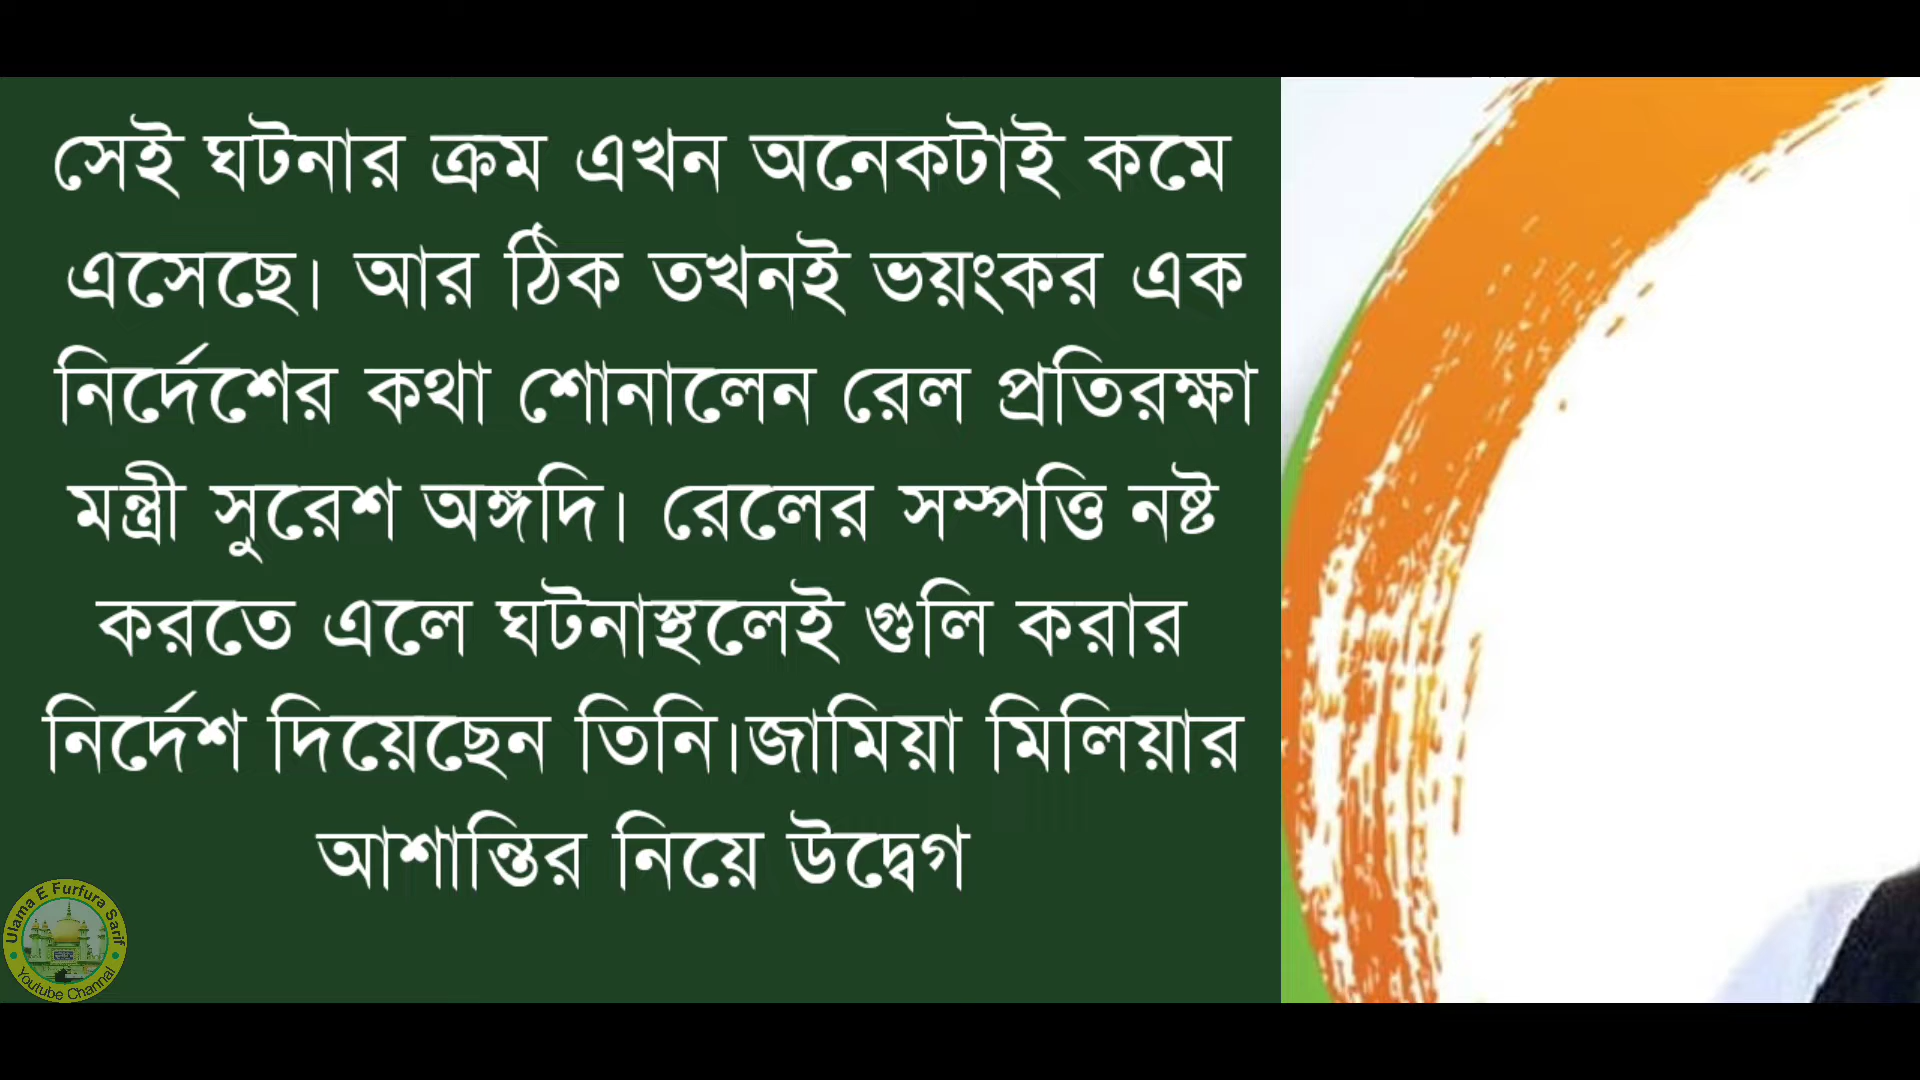 সেই ঘটনার ক্রম এখন অনেকটাই কমে
এসেছে। আর ঠিক তখনই ভয়ংকর এক
নির্দেশের কথা শোনালেন রেল প্রতিরক্ষা
মন্ত্রী সুরেশ অঙ্গদি। রেলের সম্পত্তি নষ্ট
করতে এলে ঘটনাস্থলেই গুলি করার
নির্দেশ দিয়েছেন তিনি।জামিয়া মিলিয়ার
আশান্তির নিয়ে উদ্বেগ
Ulama E Furfura Sarif
Youtube Channal